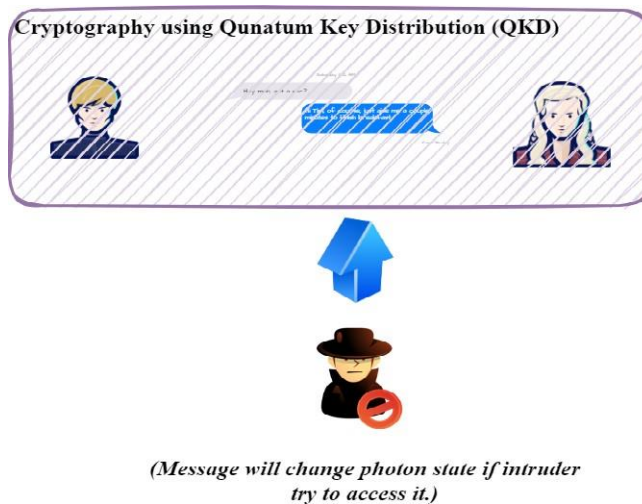 Cryptography using Qunatum Key Distribution (QKD)
(Message will change photon state if intruder
try to access it.)